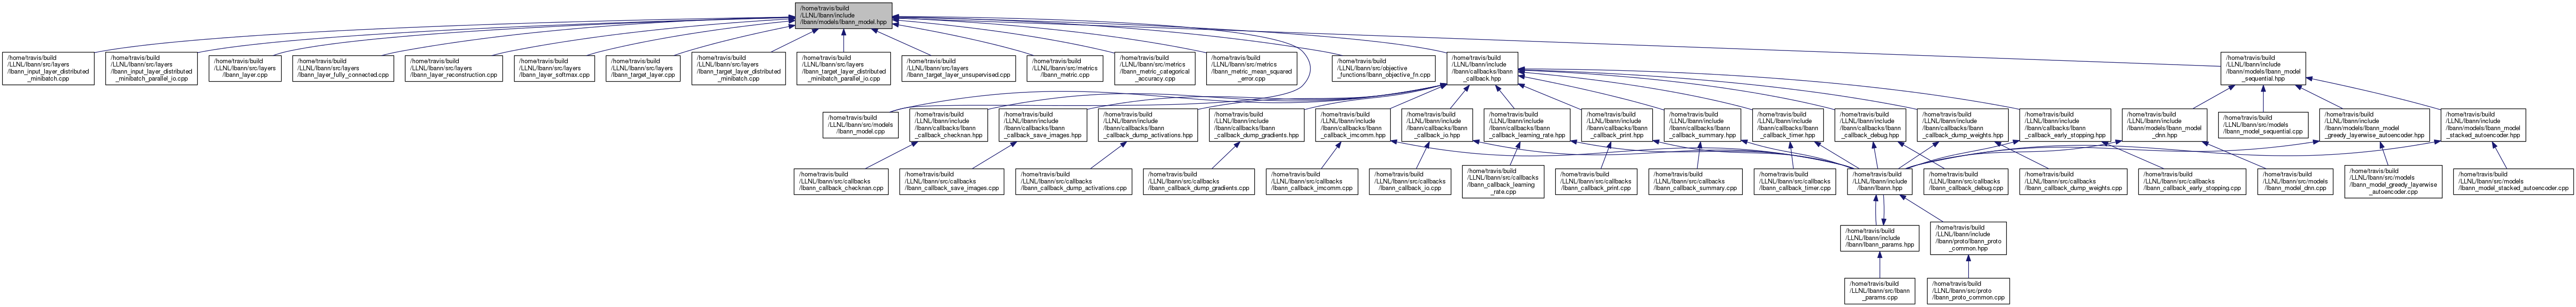 /home/travis/build
/LLNL/lbann/include
/lbann/models/lbann_model.hpp
/home/travis/build
/LLNL/lbann/src/layers
/lbann_input_layer_distributed
_minibatch.cpp
/home/travis/build
/LLNL/lbann/src/layers
/lbann_input_layer_distributed
_minibatch_parallel_io.cpp
/home/travis/build
/LLNL/lbann/src/layers
/lbann_layer.cpp
/home/travis/build
/LLNL/lbann/src/layers
/lbann_layer_fully_connected.cpp
/home/travis/build
/LLNL/lbann/src/layers
/lbann_layer_reconstruction.cpp
/home/travis/build
/LLNL/lbann/src/layers
/lbann_layer_softmax.cpp
/home/travis/build
/LLNL/lbann/src/layers
/lbann_target_layer.cpp
/home/travis/build
/LLNL/lbann/src/layers
/lbann_target_layer_distributed
_minibatch.cpp
/home/travis/build
/LLNL/lbann/src/layers
/lbann_target_layer_distributed
_minibatch_parallel_io.cpp
/home/travis/build
/LLNL/lbann/src/layers
/lbann_target_layer_unsupervised.cpp
/home/travis/build
/LLNL/lbann/src/metrics
/lbann_metric.cpp
/home/travis/build
/LLNL/lbann/src/metrics
/lbann_metric_categorical
_accuracy.cpp
/home/travis/build
/LLNL/lbann/src/metrics
/lbann_metric_mean_squared
_error.cpp
/home/travis/build
/LLNL/lbann/src/objective
_functions/lbann_objective_fn.cpp
/home/travis/build
/LLNL/lbann/include
/lbann/callbacks/lbann
_callback.hpp
/home/travis/build
/LLNL/lbann/include
/lbann/models/lbann_model
_sequential.hpp
/home/travis/build
/LLNL/lbann/src/models
/lbann_model.cpp
/home/travis/build
/LLNL/lbann/include
/lbann/callbacks/lbann
_callback_checknan.hpp
/home/travis/build
/LLNL/lbann/include
/lbann/callbacks/lbann
_callback_save_images.hpp
/home/travis/build
/LLNL/lbann/include
/lbann/callbacks/lbann
_callback_dump_activations.hpp
/home/travis/build
/LLNL/lbann/include
/lbann/callbacks/lbann
_callback_dump_gradients.hpp
/home/travis/build
/LLNL/lbann/include
/lbann/callbacks/lbann
_callback_imcomm.hpp
/home/travis/build
/LLNL/lbann/include
/lbann/callbacks/lbann
_callback_io.hpp
/home/travis/build
/LLNL/lbann/include
/lbann/callbacks/lbann
_callback_learning_rate.hpp
/home/travis/build
/LLNL/lbann/include
/lbann/callbacks/lbann
_callback_print.hpp
/home/travis/build
/LLNL/lbann/include
/lbann/callbacks/lbann
_callback_summary.hpp
/home/travis/build
/LLNL/lbann/include
/lbann/callbacks/lbann
_callback_timer.hpp
/home/travis/build
/LLNL/lbann/include
/lbann/callbacks/lbann
_callback_debug.hpp
/home/travis/build
/LLNL/lbann/include
/lbann/callbacks/lbann
_callback_dump_weights.hpp
/home/travis/build
/LLNL/lbann/include
/lbann/callbacks/lbann
_callback_early_stopping.hpp
/home/travis/build
/LLNL/lbann/include
/lbann/models/lbann_model
_dnn.hpp
/home/travis/build
/LLNL/lbann/src/models
/lbann_model_sequential.cpp
/home/travis/build
/LLNL/lbann/include
/lbann/models/lbann_model
_greedy_layerwise_autoencoder.hpp
/home/travis/build
/LLNL/lbann/include
/lbann/models/lbann_model
_stacked_autoencoder.hpp
/home/travis/build
/LLNL/lbann/src/callbacks
/lbann_callback_checknan.cpp
/home/travis/build
/LLNL/lbann/src/callbacks
/lbann_callback_save_images.cpp
/home/travis/build
/LLNL/lbann/src/callbacks
/lbann_callback_dump_activations.cpp
/home/travis/build
/LLNL/lbann/src/callbacks
/lbann_callback_dump_gradients.cpp
/home/travis/build
/LLNL/lbann/src/callbacks
/lbann_callback_imcomm.cpp
/home/travis/build
/LLNL/lbann/src/callbacks
/lbann_callback_io.cpp
/home/travis/build
/LLNL/lbann/src/callbacks
/lbann_callback_learning
_rate.cpp
/home/travis/build
/LLNL/lbann/src/callbacks
/lbann_callback_print.cpp
/home/travis/build
/LLNL/lbann/src/callbacks
/lbann_callback_summary.cpp
/home/travis/build
/LLNL/lbann/src/callbacks
/lbann_callback_timer.cpp
/home/travis/build
/LLNL/lbann/include
/lbann/lbann.hpp
/home/travis/build
/LLNL/lbann/src/callbacks
/lbann_callback_debug.cpp
/home/travis/build
/LLNL/lbann/src/callbacks
/lbann_callback_dump_weights.cpp
/home/travis/build
/LLNL/lbann/src/callbacks
/lbann_callback_early_stopping.cpp
/home/travis/build
/LLNL/lbann/src/models
/lbann_model_dnn.cpp
/home/travis/build
/LLNL/lbann/src/models
/lbann_model_greedy_layerwise
_autoencoder.cpp
/home/travis/build
/LLNL/lbann/src/models
/lbann_model_stacked_autoencoder.cpp
/home/travis/build
/LLNL/lbann/include
/lbann/lbann_params.hpp
/home/travis/build
/LLNL/lbann/include
/lbann/proto/lbann_proto
_common.hpp
/home/travis/build
/LLNL/lbann/src/lbann
_params.cpp
/home/travis/build
/LLNL/lbann/src/proto
/lbann_proto_common.cpp